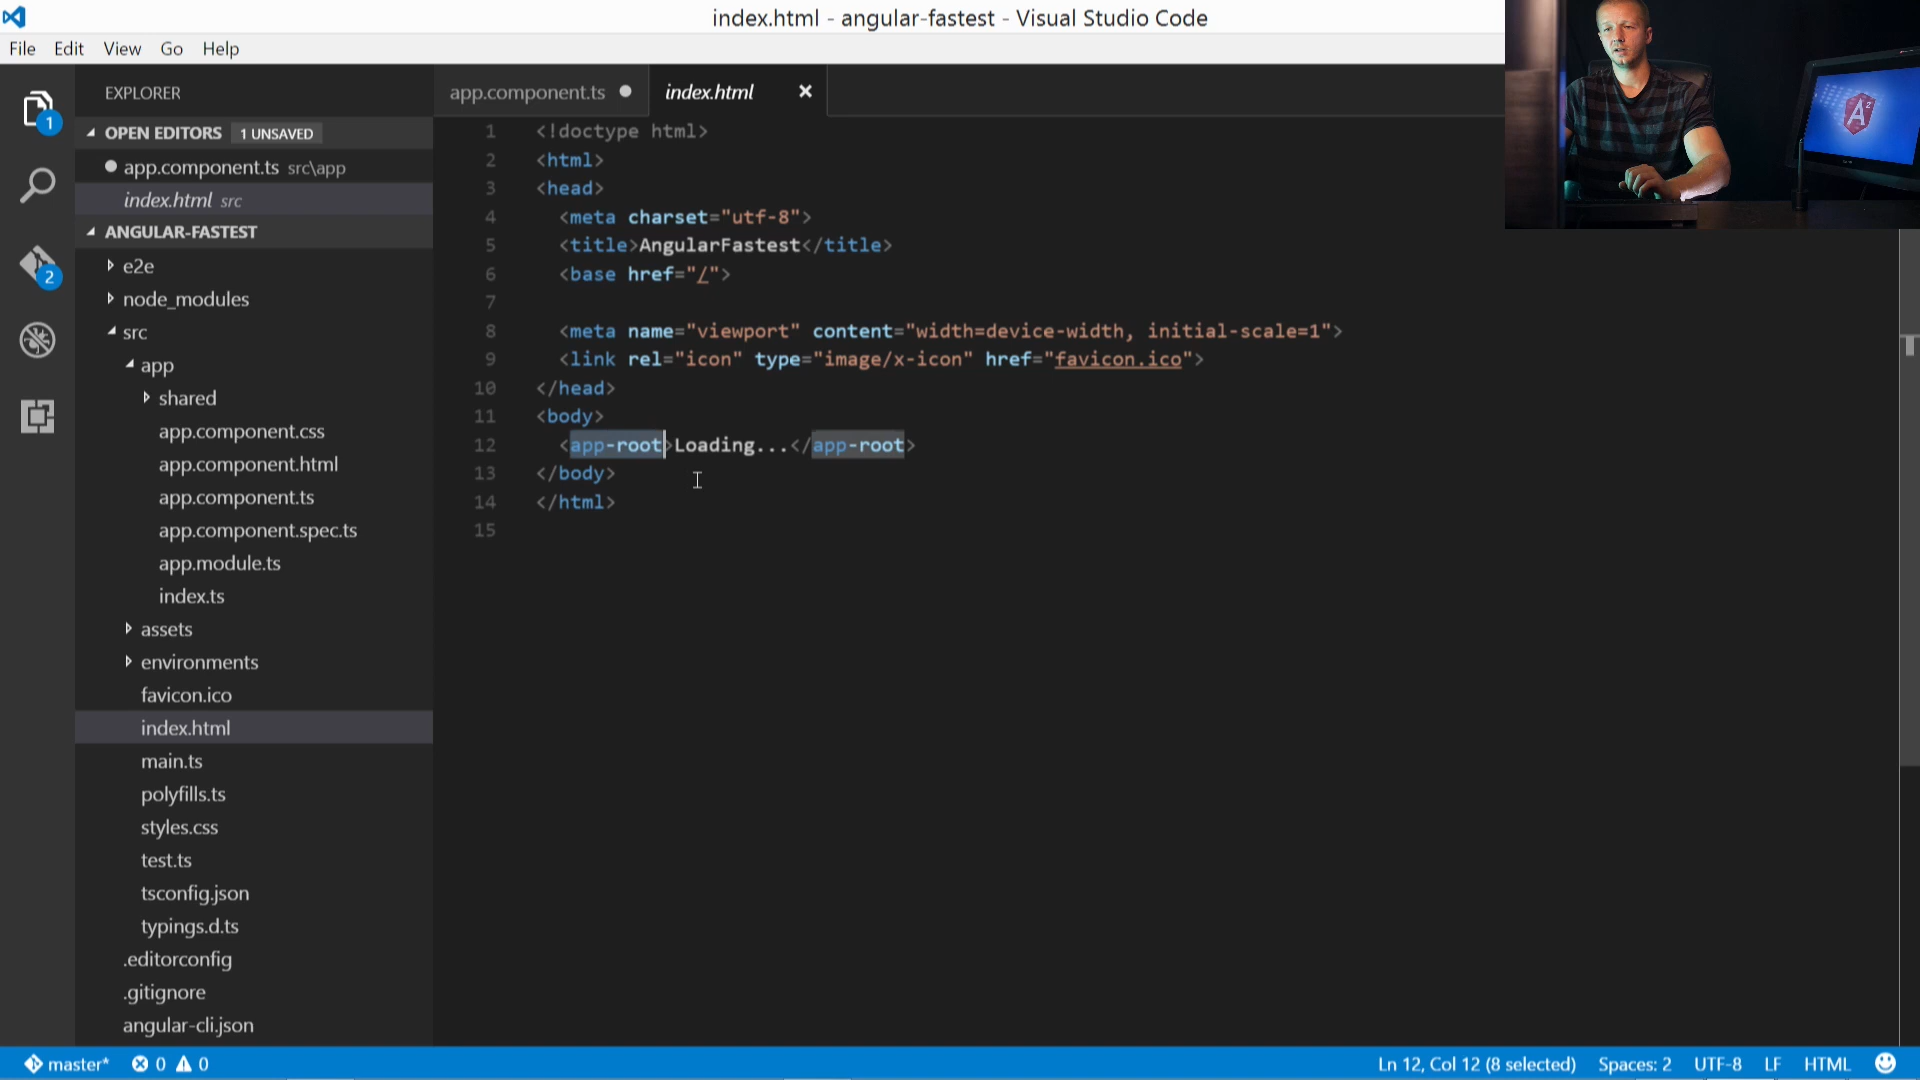 index.html - angular-fastest - Visual Studio Code
File Edit View Go Help
EXPLORER
1
OPEN EDITORS 1 UNSAVED
app.component.ts src\app
index.html src
ANGULAR-FASTEST
2
e2e
node_modules
src
app
shared
app.component.css
app.component.html
app.component.ts
app.component.spec.ts
app.module.ts
index.ts
assets
environments
favicon.ico
index.html
main.ts
polyfills.ts
styles.css
test.ts
tsconfig.json
typings.d.ts
.editorconfig
.gitignore
angular-cli.json
app.component.ts index.html
1 <!doctype html>
2 <html>
3 <head>
4 <meta charset="utf-8">
5 <title>AngularFastest</title>
6 <base href="/">
7
8 <meta name="viewport" content="width=device-width, initial-scale=1">
9 <link rel="icon" type="image/x-icon" href="favicon.ico">
10 </head>
11 <body>
12 <app-root>Loading...</app-root>
13 </body>
14 </html>
15
A2
master* 0 0
Ln 12, Col 12 (8 selected) Spaces: 2 UTF-8 LF HTML